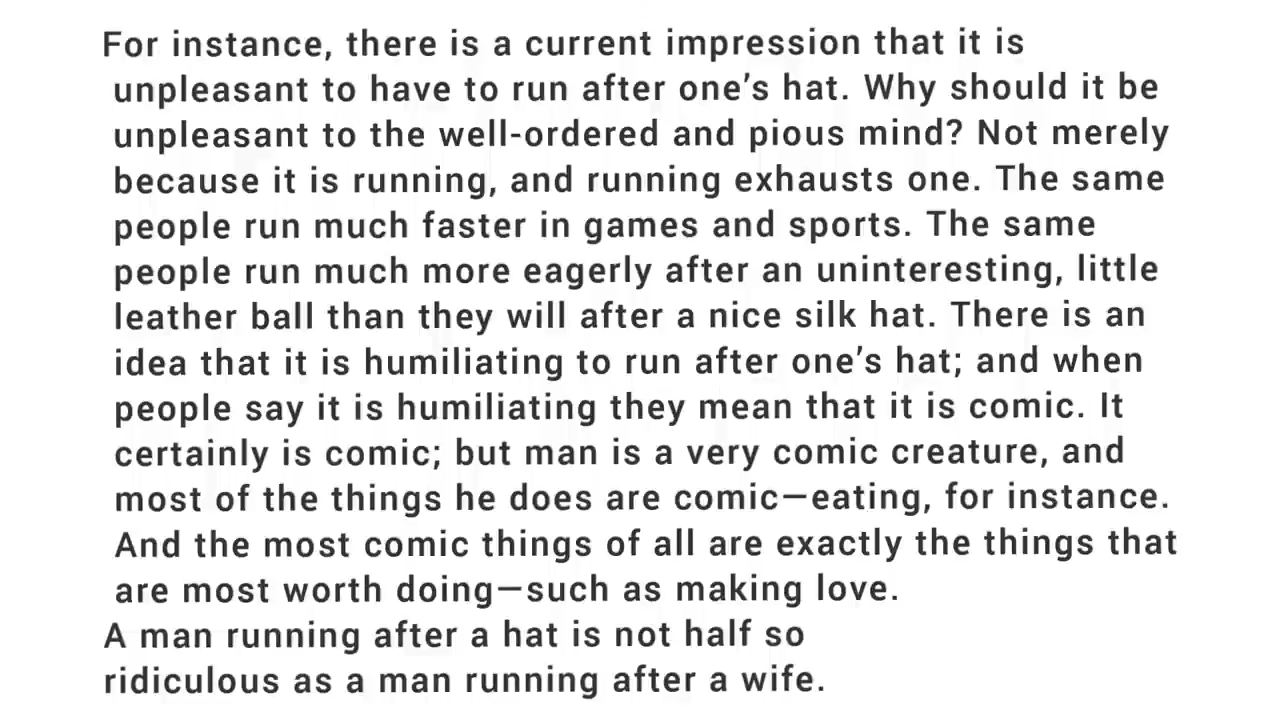 For instance, there is a current impression that it is
unpleasant to have to run after one’s hat. Why should it be
unpleasant to the well-ordered and pious mind? Not merely
because it is running, and running exhausts one. The same
people run much faster in games and sports. The same
people run much more eagerly after an uninteresting, little
leather ball than they will after a nice silk hat. There is an
idea that it is humiliating to run after one’s hat; and when
people say it is humiliating they mean that it is comic. It
certainly is comic; but man is a very comic creature, and
most of the things he does are comic—eating, for instance.
And the most comic things of all are exactly the things that
are most worth doing—such as making love.
A man running after a hat is not half so
ridiculous as a man running after a wife.